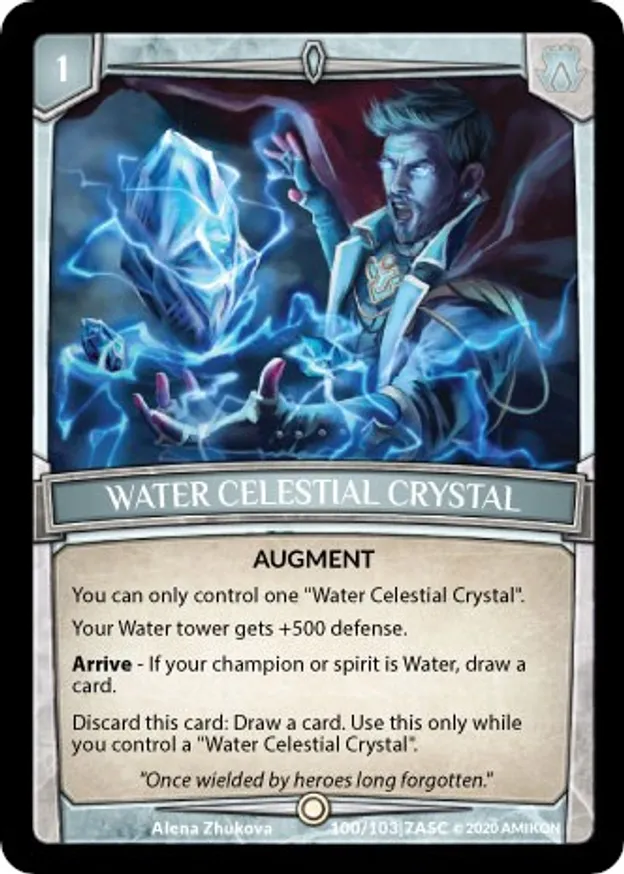 1
WATER CELESTIAL CRYSTAL
AUGMENT
You can only control one "Water Celestial Crystal".
Your Water tower gets +500 defense.
Arrive - If your champion or spirit is Water, draw a
card.
Discard this card: Draw a card. Use this only while
you control a "Water Celestial Crystal".
"Once wielded by heroes long forgotten."
Alena Zhukova 100/103|7ASC © 2020 AMIKON